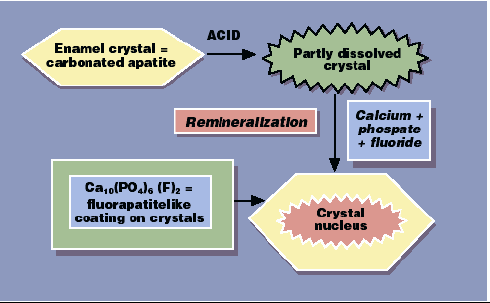 Enamel crystal =
carbonated apatite
ACID
Partly dissolved
crystal
Remineralization
Calcium +
phospate
+ fluoride
Ca₁₀(PO₄)₆ (F)₂ =
fluorapatitelike
coating on crystals
Crystal
nucleus